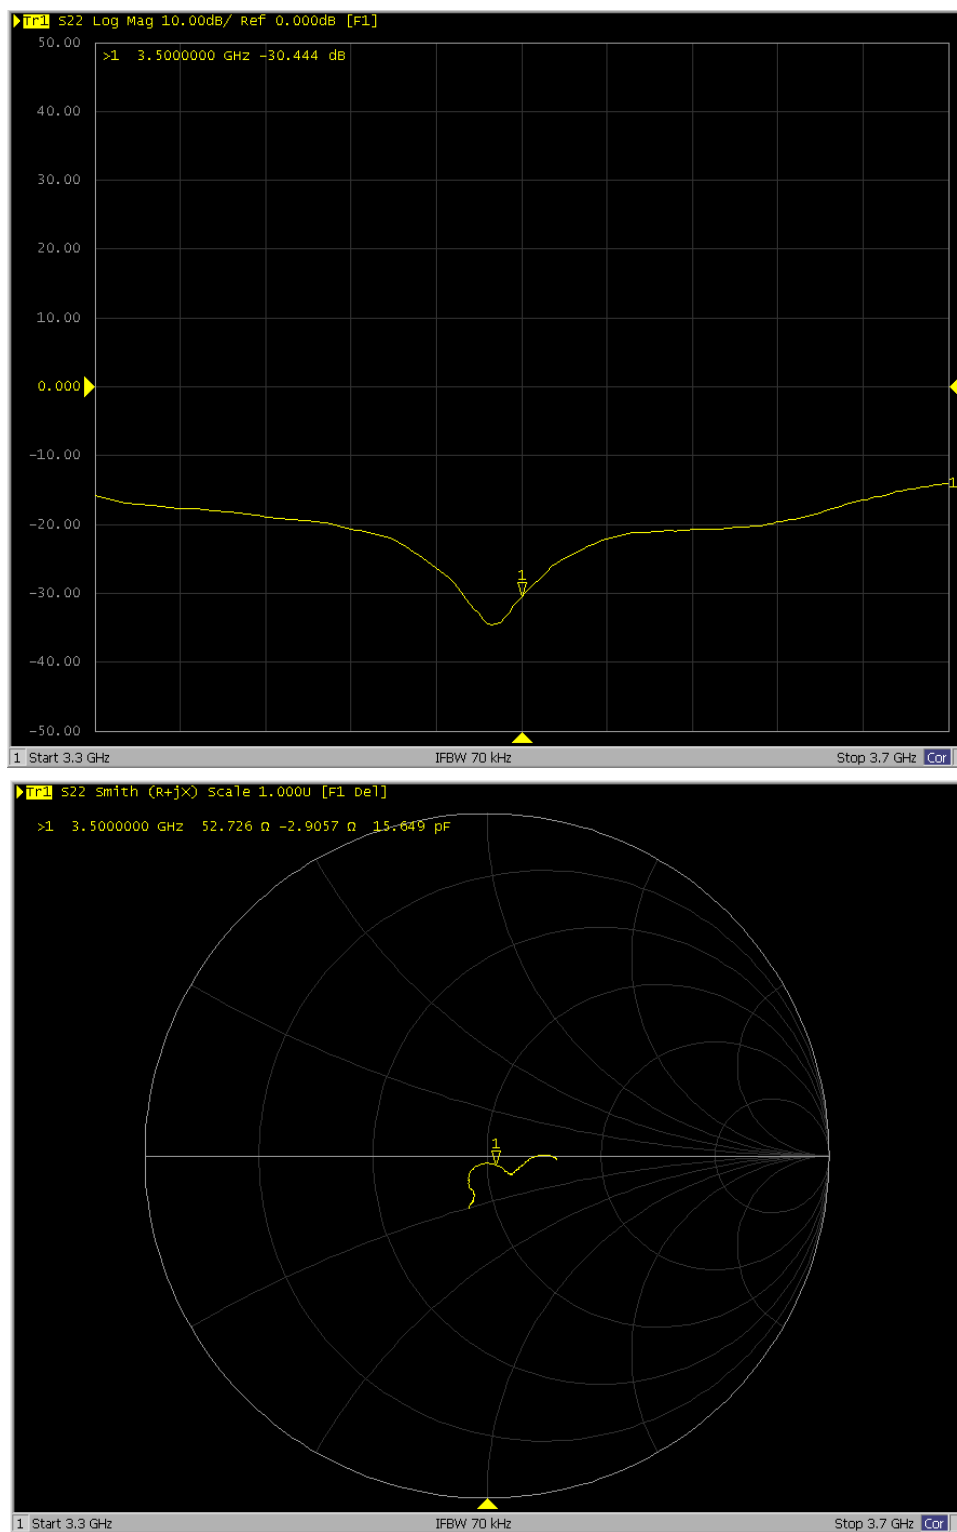 Tr1 S22 Log Mag 10.00dB/ Ref 0.000dB [F1]
50.00
>1 3.5000000 GHz -30.444 dB
40.00
30.00
20.00
10.00
0.000
-10.00
1
-20.00
1
-30.00
-40.00
-50.00
1 Start 3.3 GHz IFBW 70 kHz Stop 3.7 GHz Cor
Tr1 S22 Smith (R+jX) Scale 1.000U [F1 Del]
>1 3.5000000 GHz 52.726 Ω -2.9057 Ω 15.649 pF
1
1 Start 3.3 GHz IFBW 70 kHz Stop 3.7 GHz Cor